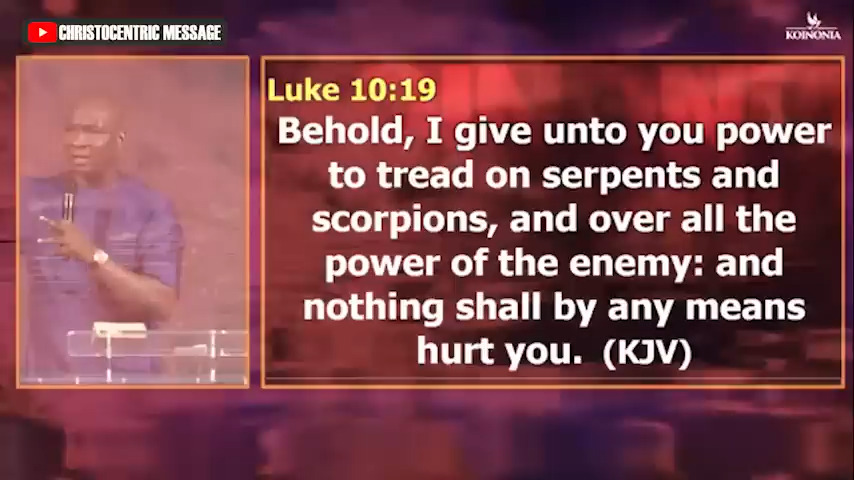 CHRISTOCENTRIC MESSAGE
KOINONIA
Luke 10:19
Behold, I give unto you power
to tread on serpents and
scorpions, and over all the
power of the enemy: and
nothing shall by any means
hurt you. (KJV)